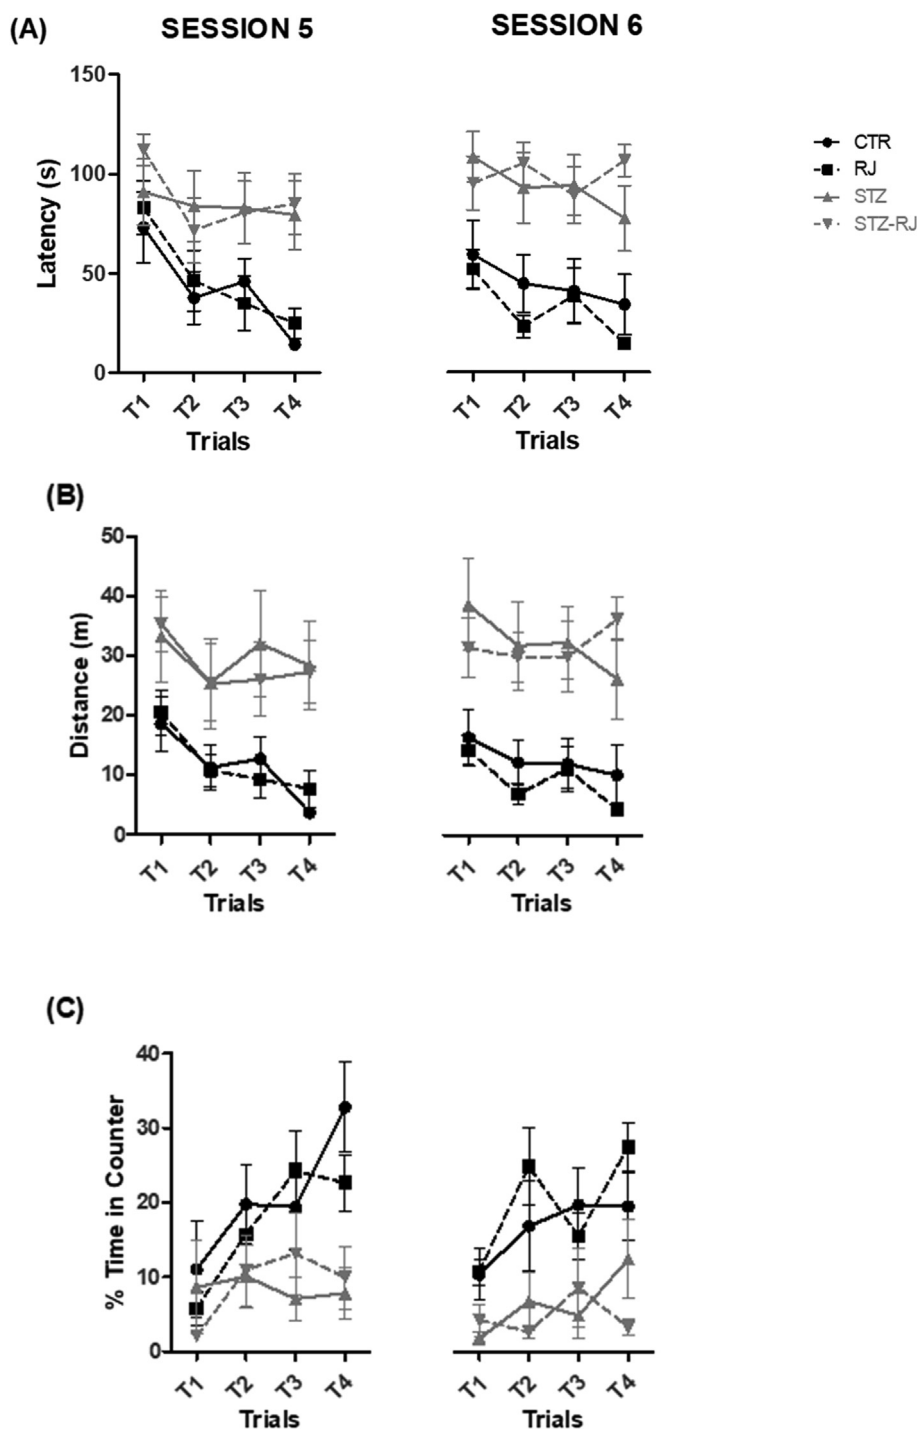 (A)
SESSION 5
SESSION 6
Latency (s)
150
100
50
0
T1 T2 T3 T4
Trials
T1 T2 T3 T4
Trials
CTR
RJ
STZ
STZ-RJ
(B)
Distance (m)
50
40
30
20
10
0
T1 T2 T3 T4
Trials
T1 T2 T3 T4
Trials
(C)
% Time in Counter
40
30
20
10
0
T1 T2 T3 T4
Trials
T1 T2 T3 T4
Trials